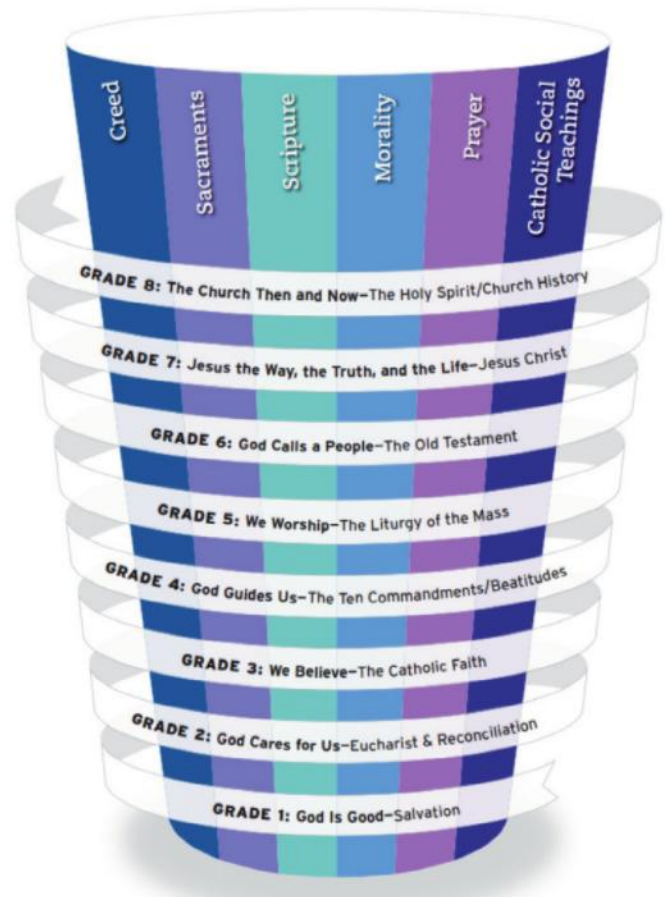 Creed
Sacraments
Scripture
Morality
Prayer
Catholic Social
Teachings
GRADE 8: The Church Then and Now—The Holy Spirit/Church History
GRADE 7: Jesus the Way, the Truth, and the Life—Jesus Christ
GRADE 6: God Calls a People—The Old Testament
GRADE 5: We Worship—The Liturgy of the Mass
GRADE 4: God Guides Us—The Ten Commandments/Beatitudes
GRADE 3: We Believe—The Catholic Faith
GRADE 2: God Cares for Us—Eucharist & Reconciliation
GRADE 1: God Is Good—Salvation